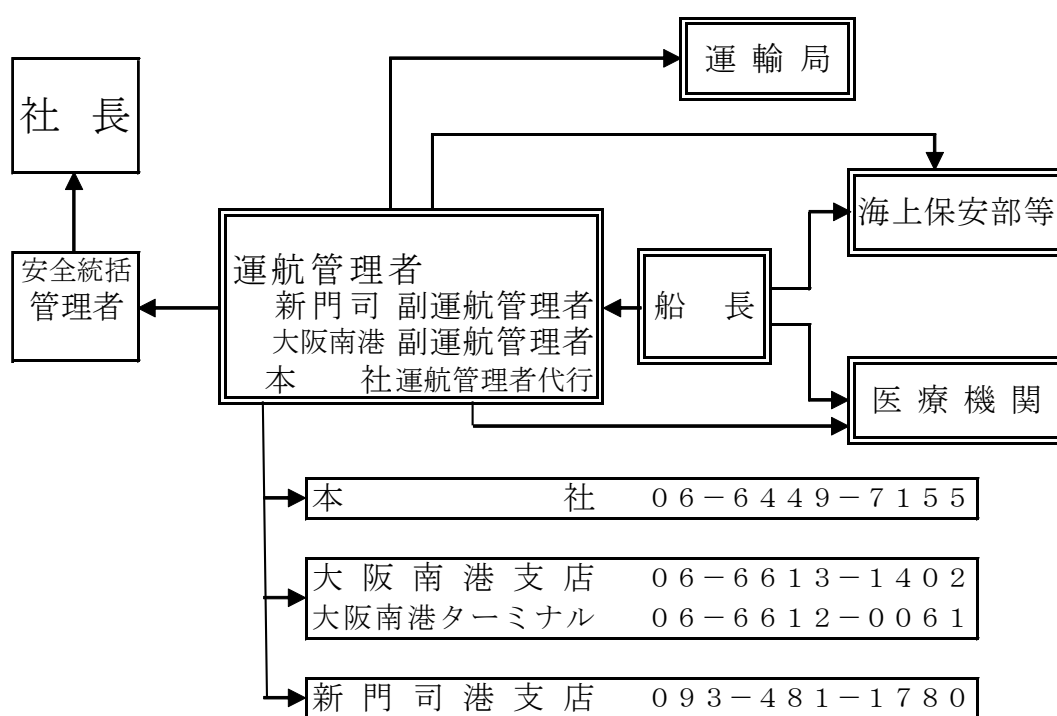 運輸局
社長
海上保安部等
安全統括
管理者
運航管理者
新門司 副運航管理者
大阪南港 副運航管理者
本社運航管理者代行
船長
医療機関
本社 06-6449-7155
大阪南港支店 06-6613-1402
大阪南港ターミナル 06-6612-0061
新門司港支店 093-481-1780